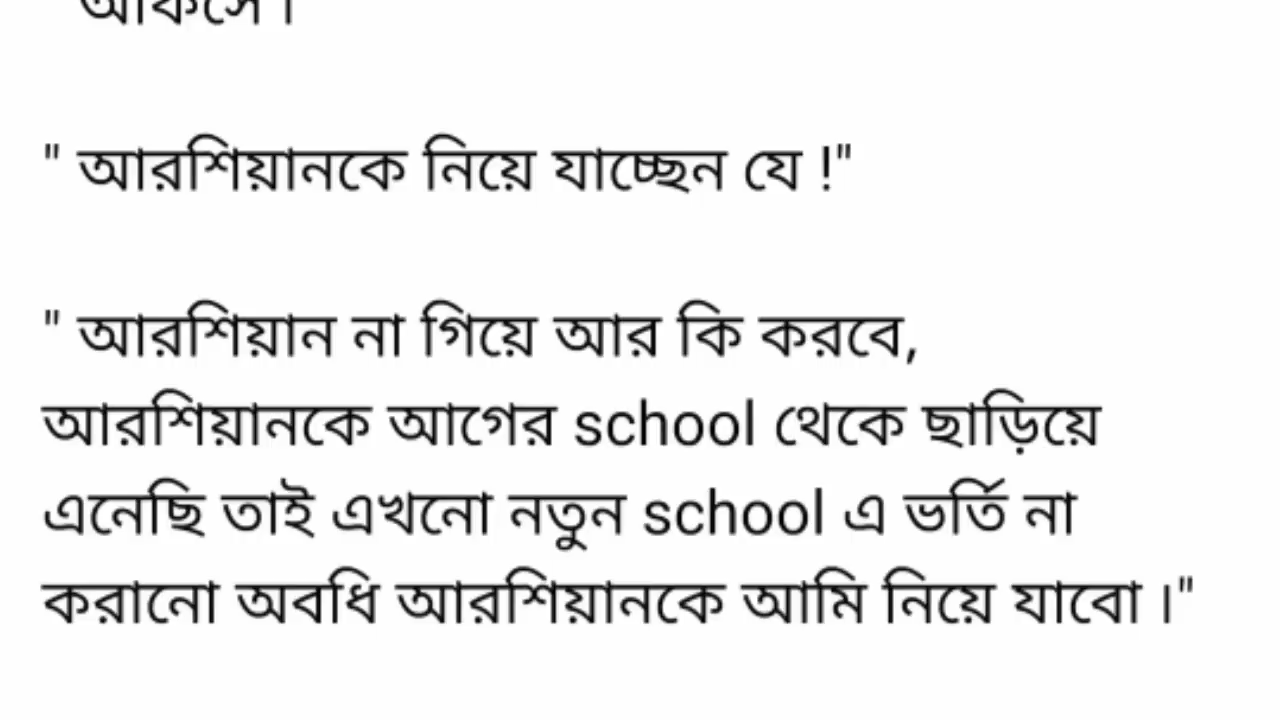 " আরশিয়ানকে নিয়ে যাচ্ছেন যে !"
" আরশিয়ান না গিয়ে আর কি করবে,
আরশিয়ানকে আগের school থেকে ছাড়িয়ে
এনেছি তাই এখনো নতুন school এ ভর্তি না
করানো অবধি আরশিয়ানকে আমি নিয়ে যাবো ।"